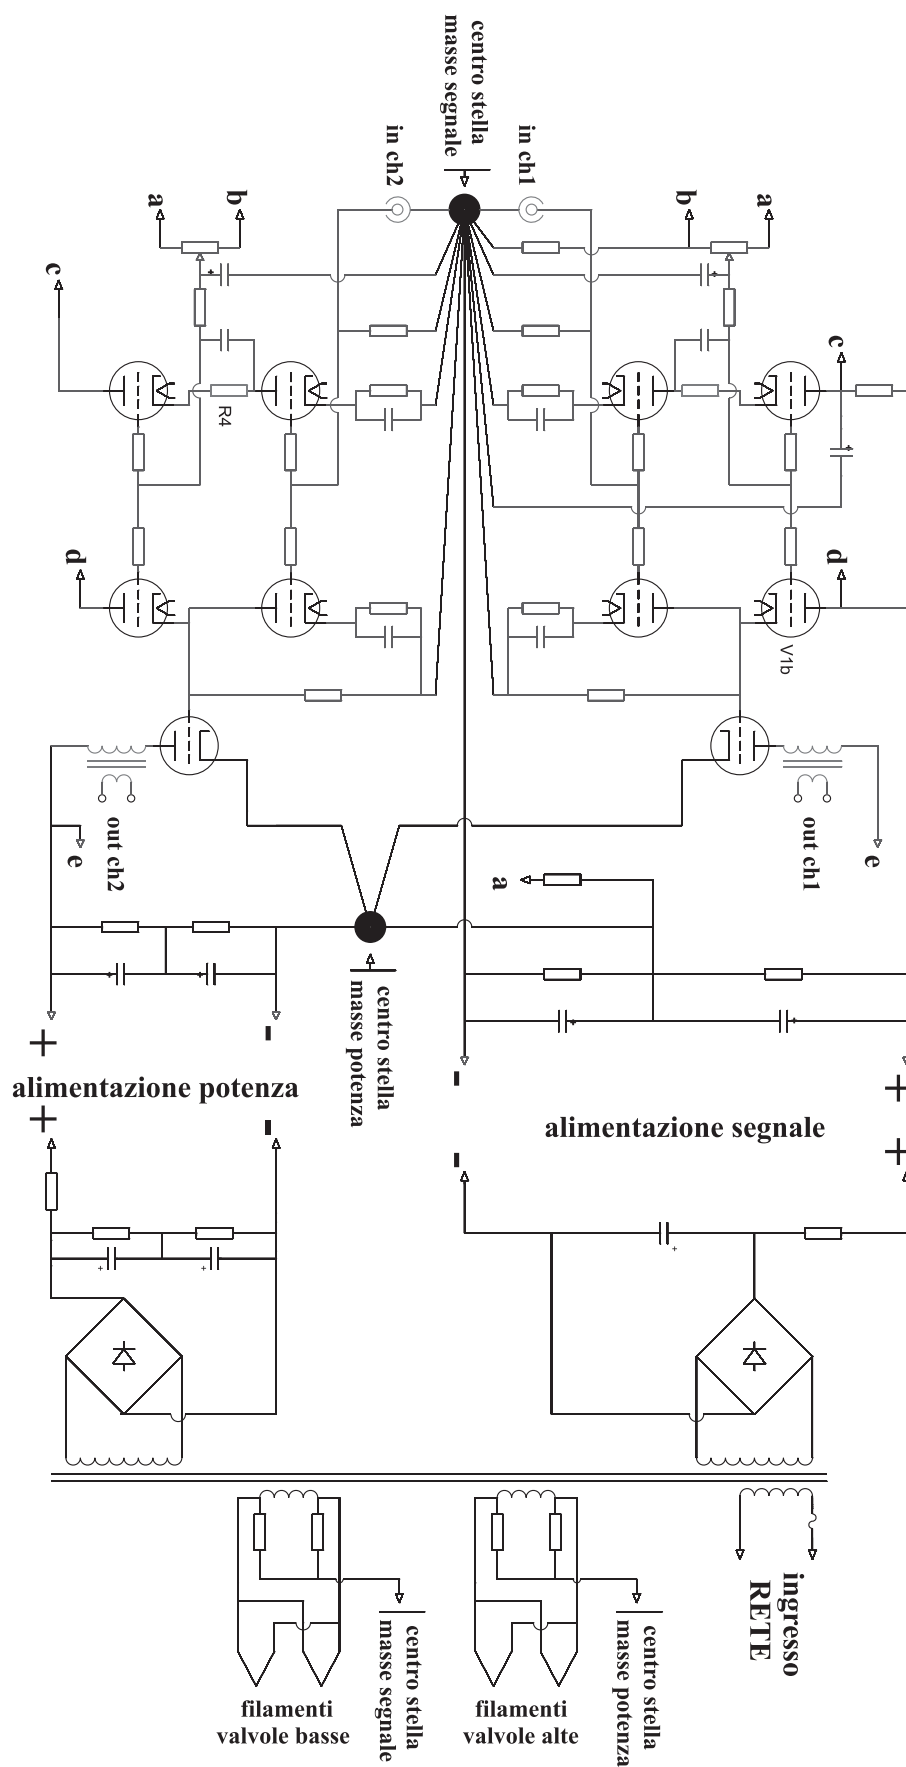 centro stella
masse segnale
in ch2
in ch1
a
b
b
a
c
c
R4
d
d
V1b
out ch2
e
out ch1
e
a
centro stella
masse potenza
+
-
alimentazione potenza
+
-
-
+
alimentazione segnale
-
+
+
+
+
+
+
+
+
+
+
+
+
+
ingresso
RETE
centro stella
masse segnale
centro stella
masse potenza
filamenti
valvole basse
filamenti
valvole alte